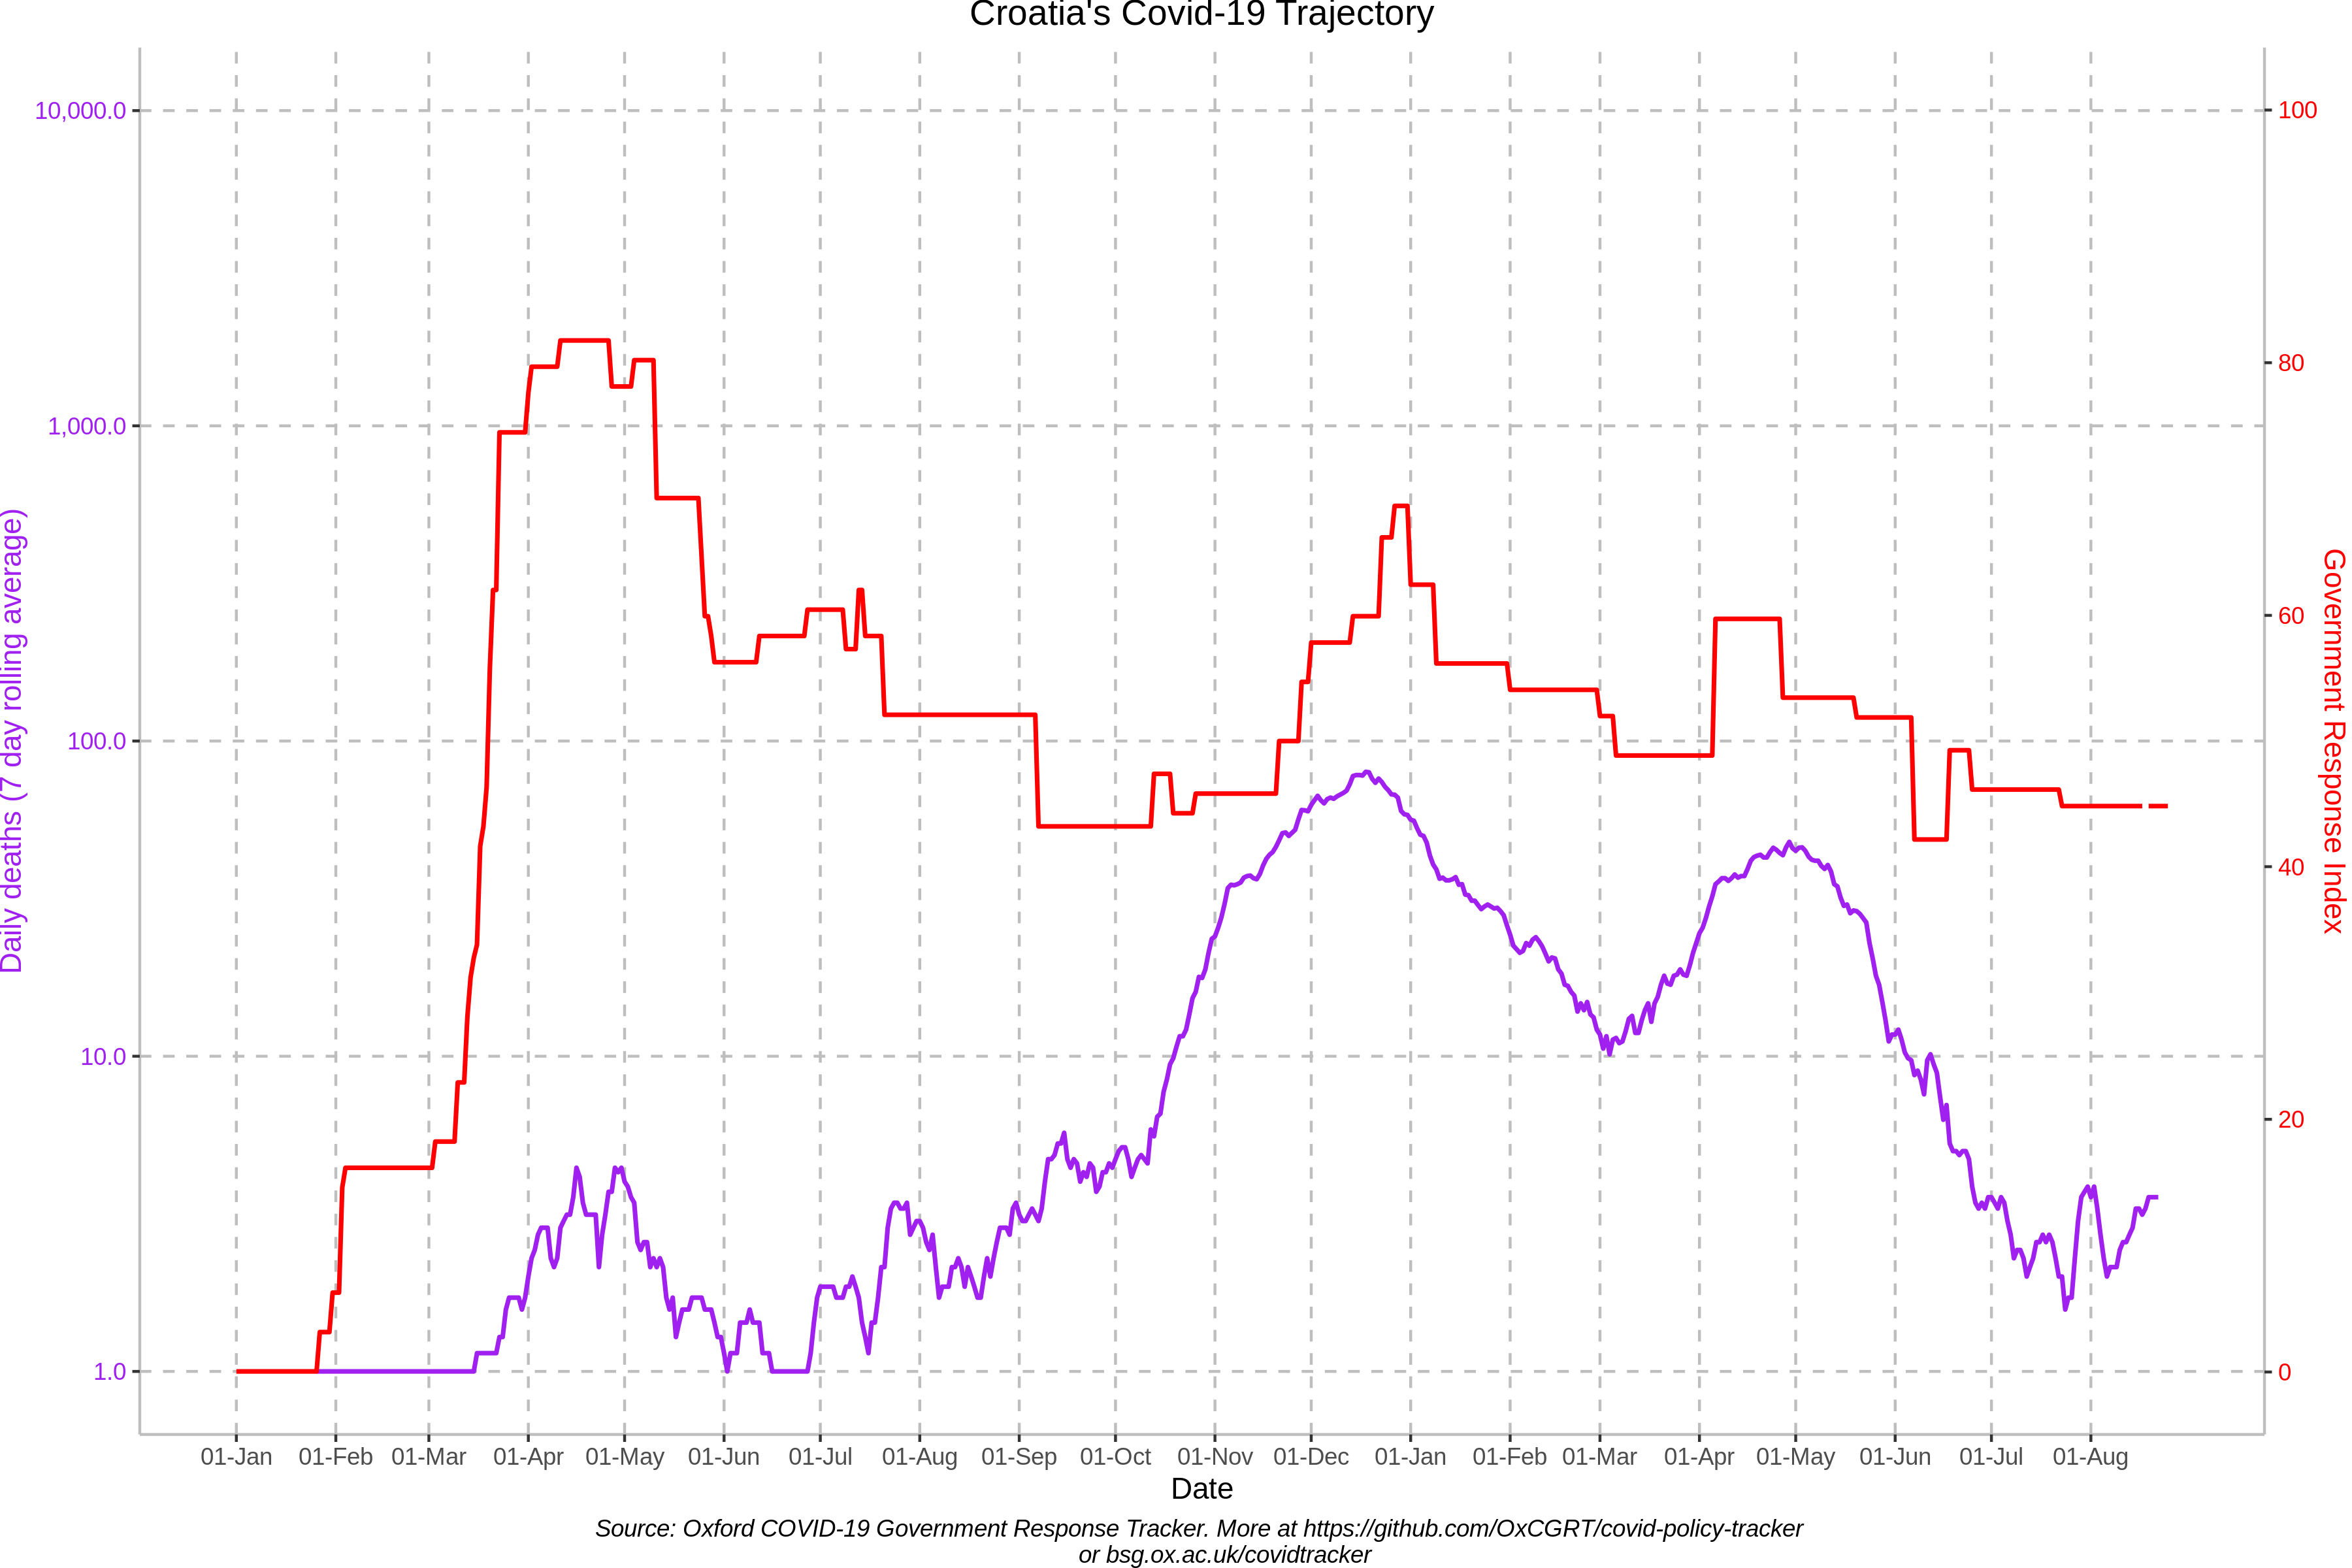 Croatia's Covid-19 Trajectory
10,000.0
1,000.0
100.0
10.0
1.0
Daily deaths (7 day rolling average)
100
80
60
40
20
0
Government Response Index
01-Jan 01-Feb 01-Mar 01-Apr 01-May 01-Jun 01-Jul 01-Aug 01-Sep 01-Oct 01-Nov 01-Dec 01-Jan 01-Feb 01-Mar 01-Apr 01-May 01-Jun 01-Jul 01-Aug
Date
Source: Oxford COVID-19 Government Response Tracker. More at https://github.com/OxCGRT/covid-policy-tracker
or bsg.ox.ac.uk/covidtracker